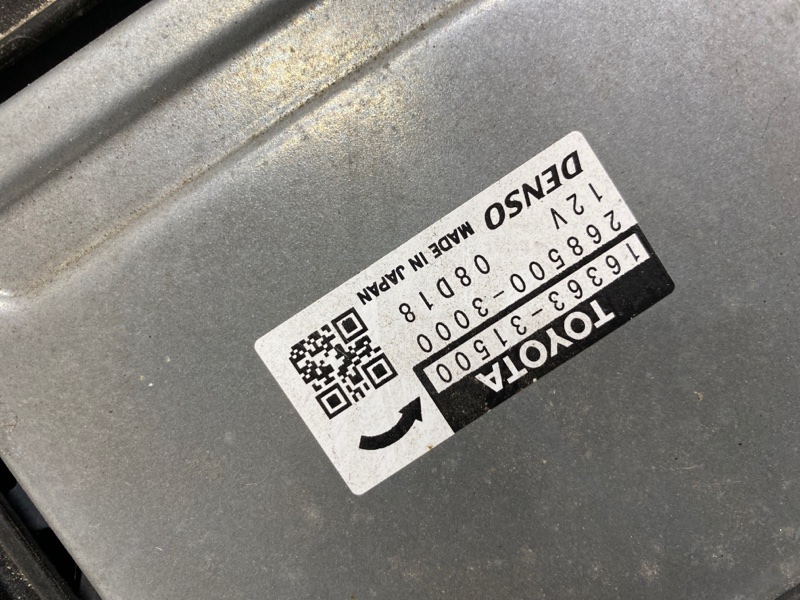 TOYOTA
16363-31500
268500-3000
12V 08D18
DENSO MADE IN JAPAN